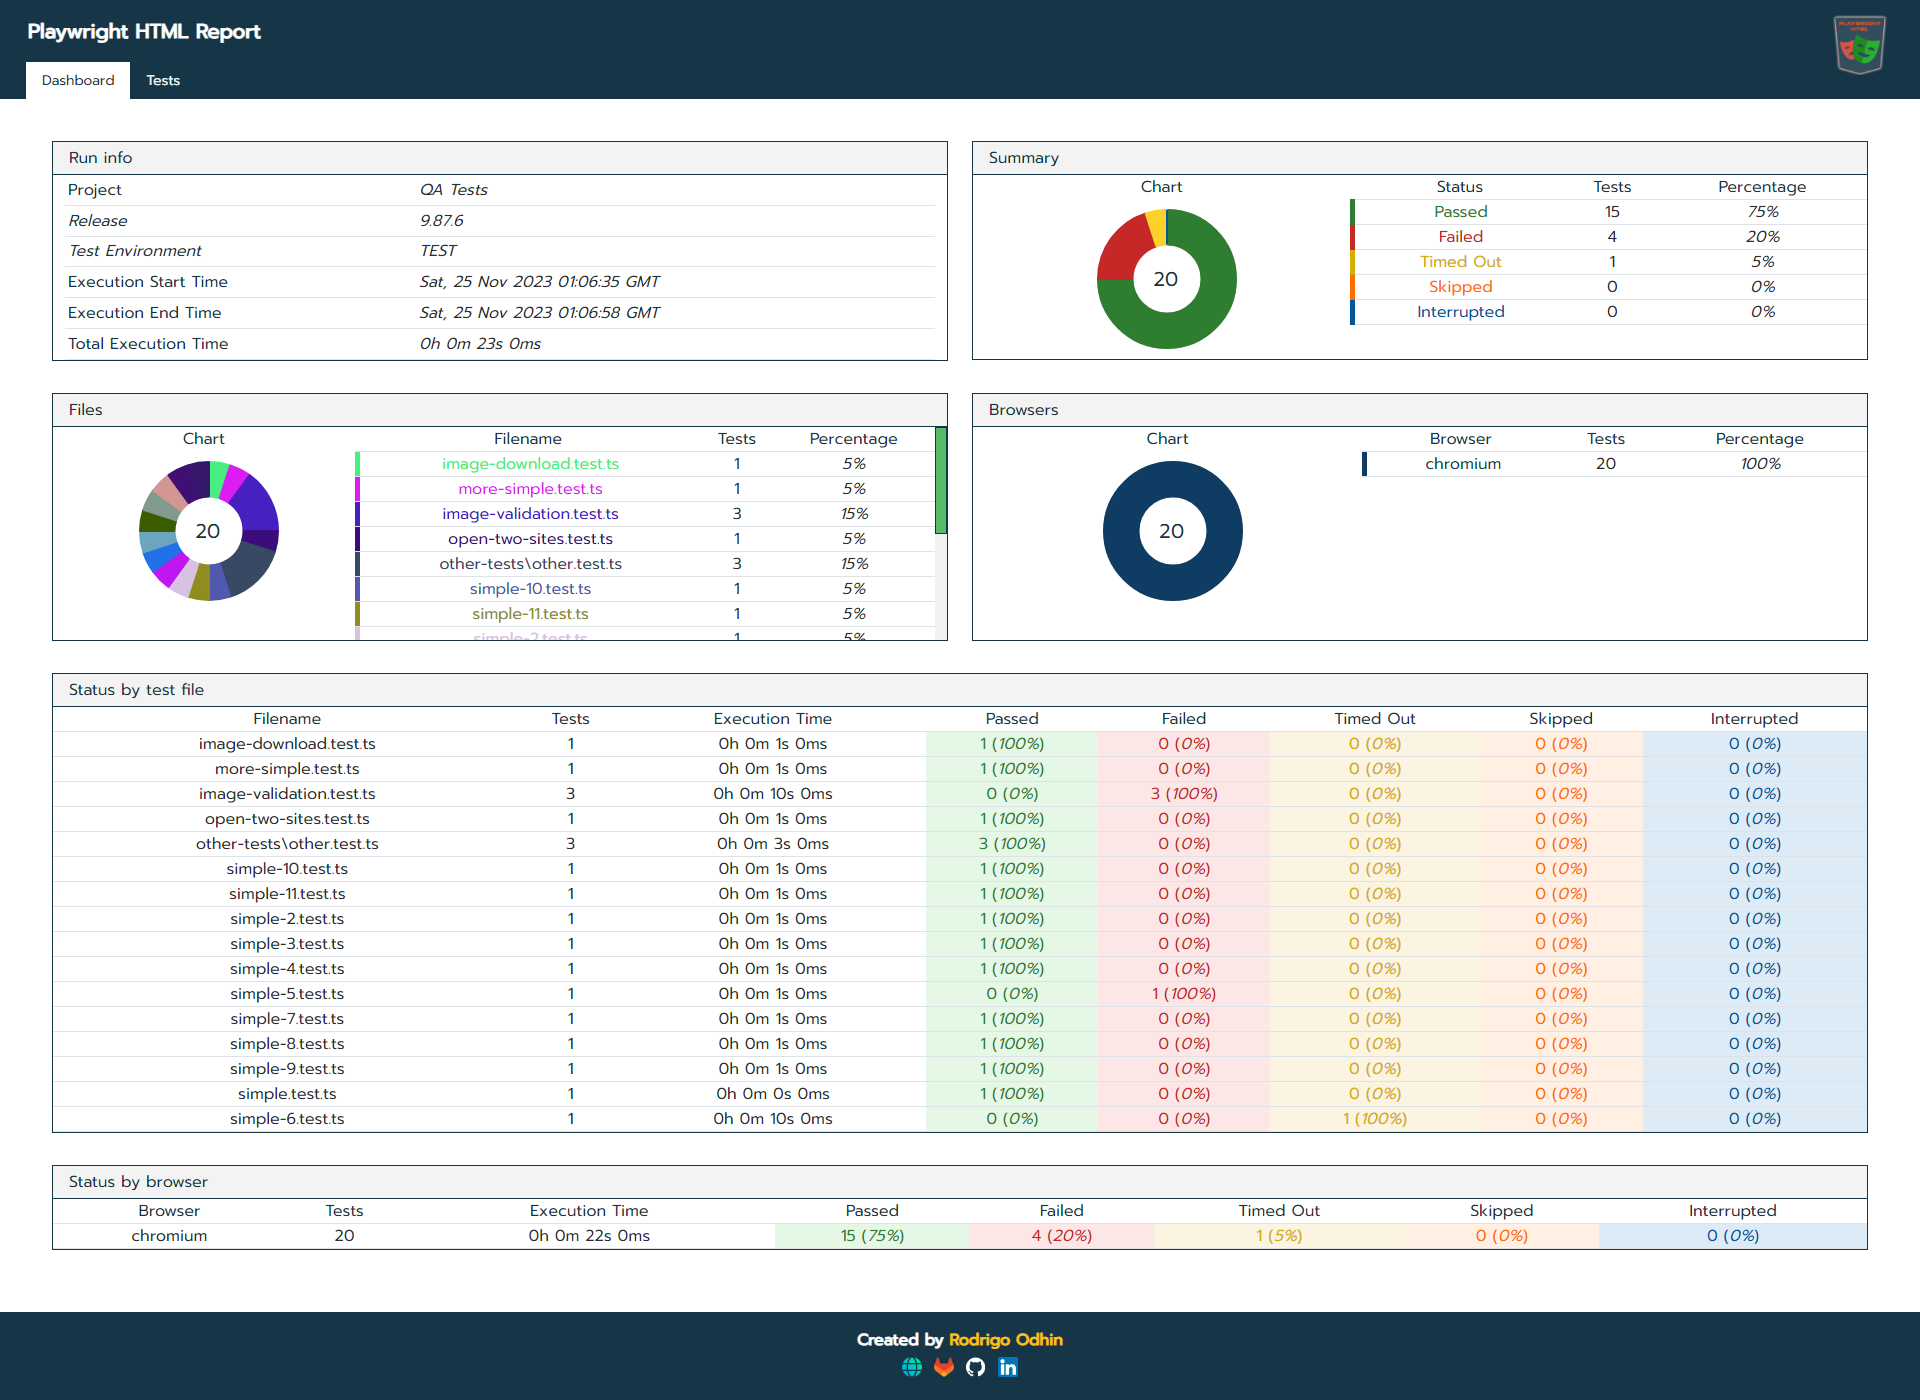 Playwright HTML Report
PLAYWRIGHT
HTML
Dashboard Tests
Run info
Project QA Tests
Release 9.87.6
Test Environment TEST
Execution Start Time Sat, 25 Nov 2023 01:06:35 GMT
Execution End Time Sat, 25 Nov 2023 01:06:58 GMT
Total Execution Time 0h 0m 23s 0ms
Summary
Chart
20
Status Tests Percentage
Passed 15 75%
Failed 4 20%
Timed Out 1 5%
Skipped 0 0%
Interrupted 0 0%
Files
Chart
20
Filename Tests Percentage
image-download.test.ts 1 5%
more-simple.test.ts 1 5%
image-validation.test.ts 3 15%
open-two-sites.test.ts 1 5%
other-tests\other.test.ts 3 15%
simple-10.test.ts 1 5%
simple-11.test.ts 1 5%
simple-2.test.ts 1 5%
Browsers
Chart
20
Browser Tests Percentage
chromium 20 100%
Status by test file
Filename Tests Execution Time Passed Failed Timed Out Skipped Interrupted
image-download.test.ts 1 0h 0m 1s 0ms 1 (100%) 0 (0%) 0 (0%) 0 (0%) 0 (0%)
more-simple.test.ts 1 0h 0m 1s 0ms 1 (100%) 0 (0%) 0 (0%) 0 (0%) 0 (0%)
image-validation.test.ts 3 0h 0m 10s 0ms 0 (0%) 3 (100%) 0 (0%) 0 (0%) 0 (0%)
open-two-sites.test.ts 1 0h 0m 1s 0ms 1 (100%) 0 (0%) 0 (0%) 0 (0%) 0 (0%)
other-tests\other.test.ts 3 0h 0m 3s 0ms 3 (100%) 0 (0%) 0 (0%) 0 (0%) 0 (0%)
simple-10.test.ts 1 0h 0m 1s 0ms 1 (100%) 0 (0%) 0 (0%) 0 (0%) 0 (0%)
simple-11.test.ts 1 0h 0m 1s 0ms 1 (100%) 0 (0%) 0 (0%) 0 (0%) 0 (0%)
simple-2.test.ts 1 0h 0m 1s 0ms 1 (100%) 0 (0%) 0 (0%) 0 (0%) 0 (0%)
simple-3.test.ts 1 0h 0m 1s 0ms 1 (100%) 0 (0%) 0 (0%) 0 (0%) 0 (0%)
simple-4.test.ts 1 0h 0m 1s 0ms 1 (100%) 0 (0%) 0 (0%) 0 (0%) 0 (0%)
simple-5.test.ts 1 0h 0m 1s 0ms 0 (0%) 1 (100%) 0 (0%) 0 (0%) 0 (0%)
simple-7.test.ts 1 0h 0m 1s 0ms 1 (100%) 0 (0%) 0 (0%) 0 (0%) 0 (0%)
simple-8.test.ts 1 0h 0m 1s 0ms 1 (100%) 0 (0%) 0 (0%) 0 (0%) 0 (0%)
simple-9.test.ts 1 0h 0m 1s 0ms 1 (100%) 0 (0%) 0 (0%) 0 (0%) 0 (0%)
simple.test.ts 1 0h 0m 0s 0ms 1 (100%) 0 (0%) 0 (0%) 0 (0%) 0 (0%)
simple-6.test.ts 1 0h 0m 10s 0ms 0 (0%) 0 (0%) 1 (100%) 0 (0%) 0 (0%)
Status by browser
Browser Tests Execution Time Passed Failed Timed Out Skipped Interrupted
chromium 20 0h 0m 22s 0ms 15 (75%) 4 (20%) 1 (5%) 0 (0%) 0 (0%)
Created by Rodrigo Odhin
in